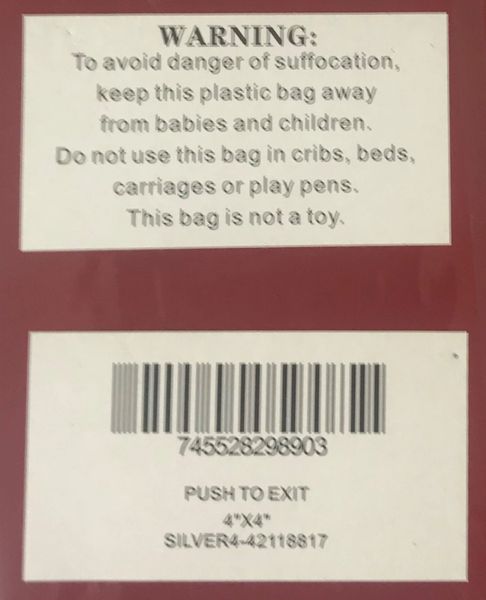 WARNING:
To avoid danger of suffocation,
keep this plastic bag away
from babies and children.
Do not use this bag in cribs, beds,
carriages or play pens.
This bag is not a toy.
745528298903
PUSH TO EXIT
4"X4"
SILVER4-42118817